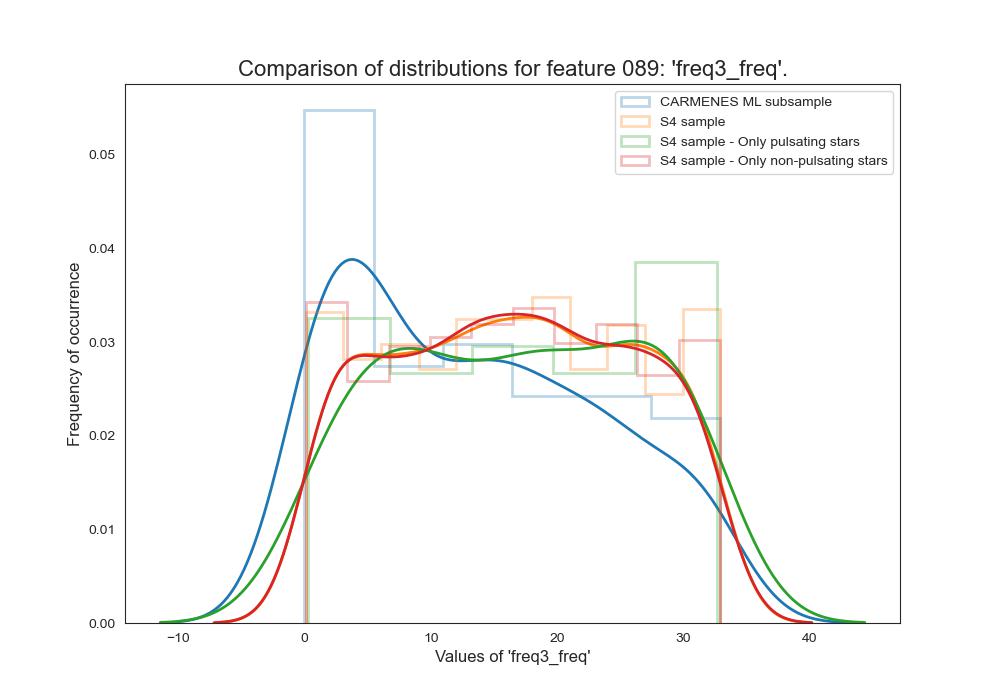 Comparison of distributions for feature 089: 'freq3_freq'.
CARMENES ML subsample
S4 sample
S4 sample - Only pulsating stars
S4 sample - Only non-pulsating stars
Frequency of occurrence
0.05
0.04
0.03
0.02
0.01
0.00
−10 0 10 20 30 40
Values of 'freq3_freq'